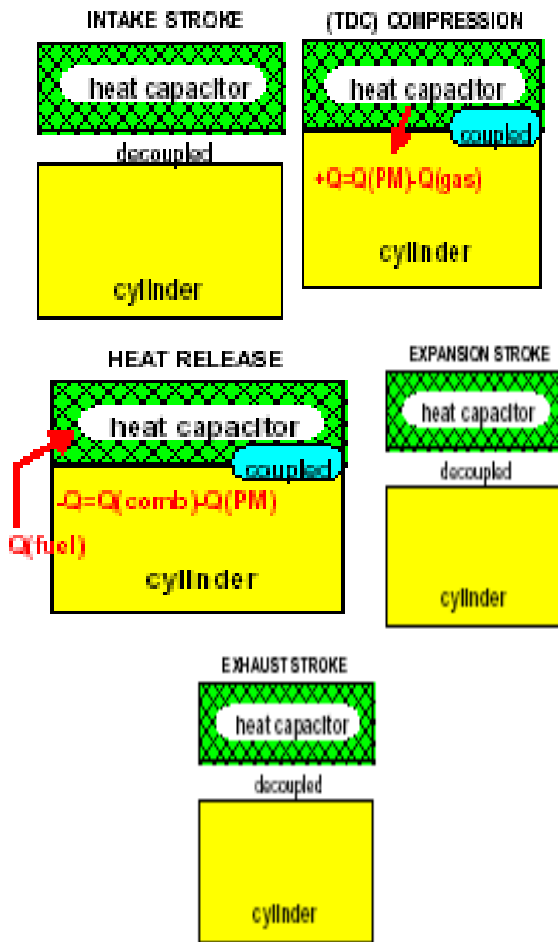 INTAKE STROKE
heat capacitor
decoupled
cylinder
(TDC) COMPRESSION
heat capacitor
coupled
+Q=Q(PM)-Q(gas)
cylinder
HEAT RELEASE
heat capacitor
coupled
-Q=Q(comb)-Q(PM)
Q(fuel)
cylinder
EXPANSION STROKE
heat capacitor
decoupled
cylinder
EXHAUST STROKE
heat capacitor
decoupled
cylinder